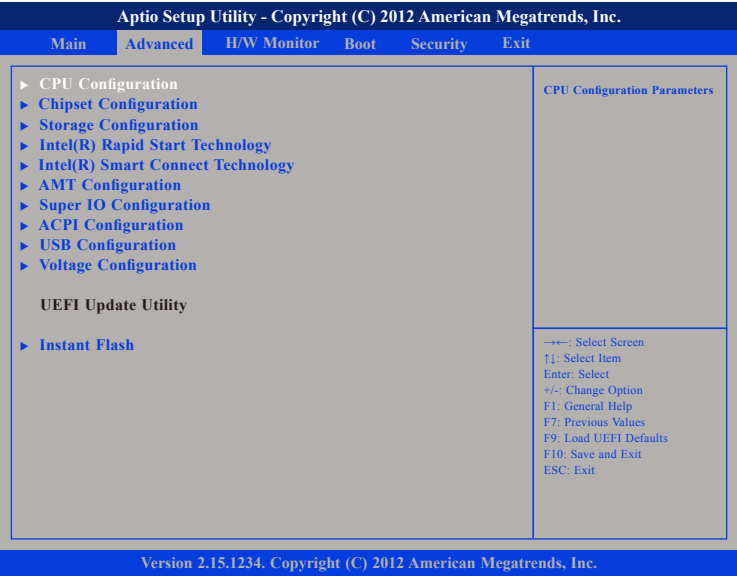 Aptio Setup Utility - Copyright (C) 2012 American Megatrends, Inc.
Main Advanced H/W Monitor Boot Security Exit
► CPU Configuration
► Chipset Configuration
► Storage Configuration
► Intel(R) Rapid Start Technology
► Intel(R) Smart Connect Technology
► AMT Configuration
► Super IO Configuration
► ACPI Configuration
► USB Configuration
► Voltage Configuration
UEFI Update Utility
► Instant Flash
CPU Configuration Parameters
→←: Select Screen
↑↓: Select Item
Enter: Select
+/-: Change Option
F1: General Help
F7: Previous Values
F9: Load UEFI Defaults
F10: Save and Exit
ESC: Exit
Version 2.15.1234. Copyright (C) 2012 American Megatrends, Inc.